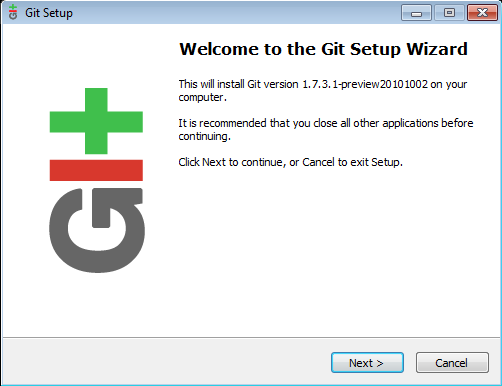 Git Setup
Welcome to the Git Setup Wizard
This will install Git version 1.7.3.1-preview20101002 on your
computer.
It is recommended that you close all other applications before
continuing.
Click Next to continue, or Cancel to exit Setup.
GIt
Next >
Cancel